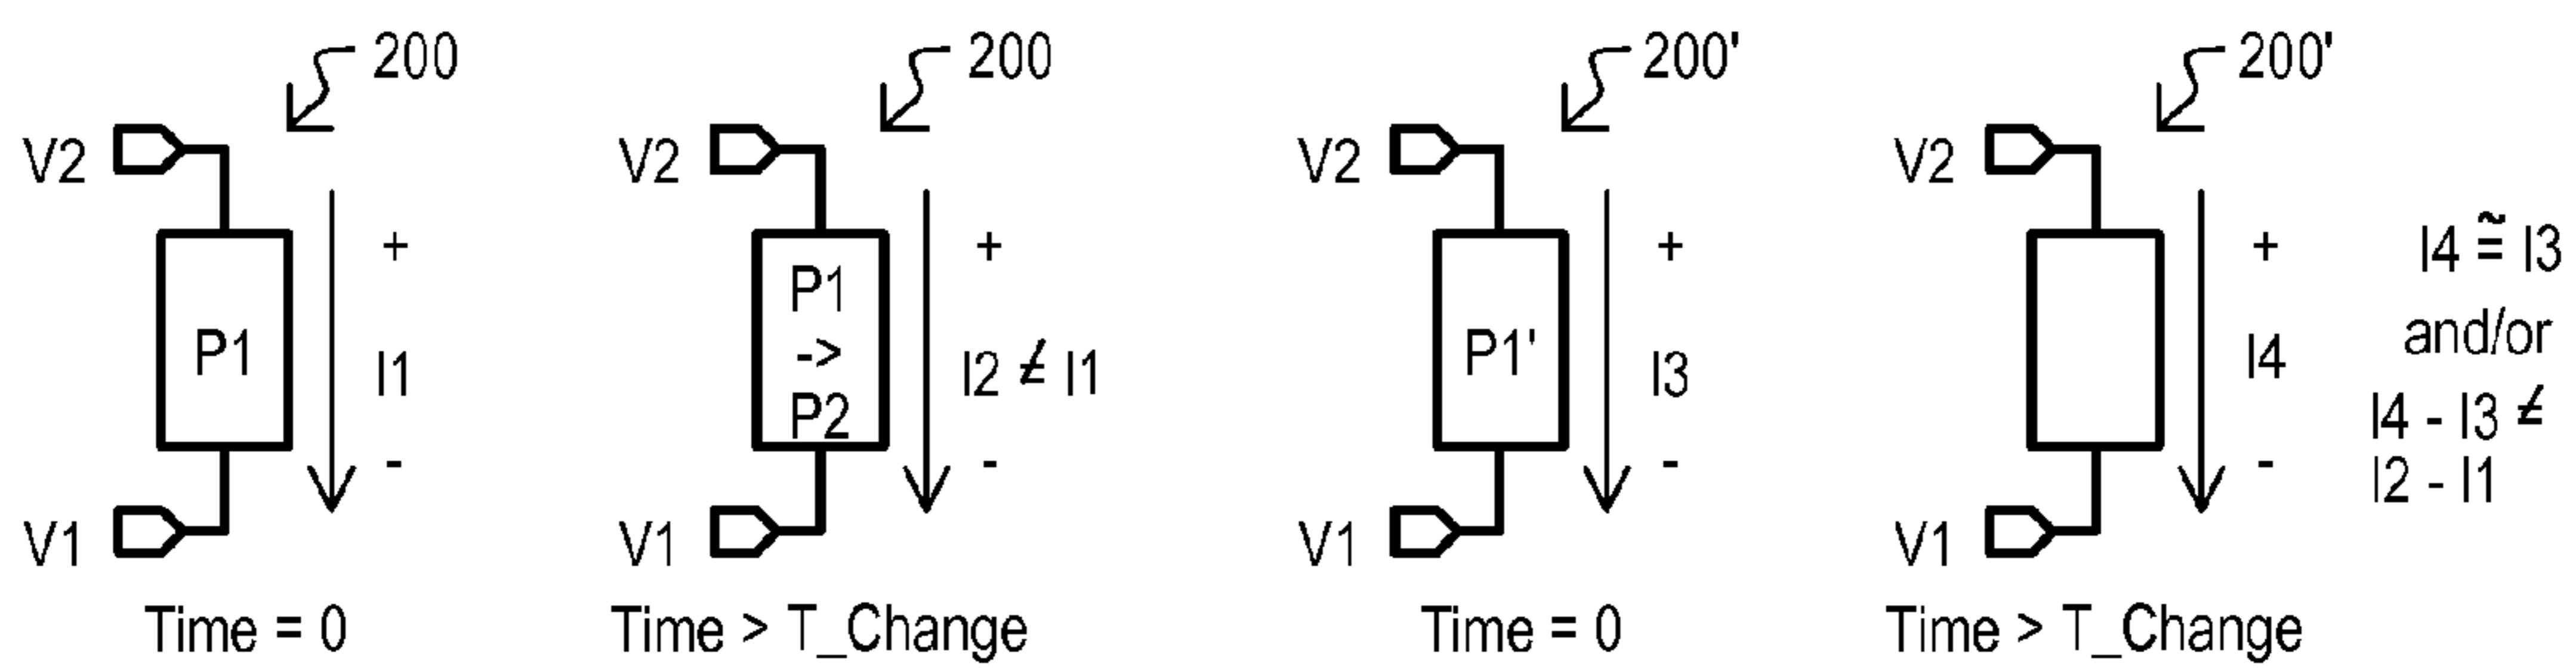 200
V2
P1
+
I1
-
V1
Time = 0
200
V2
P1
->
P2
+
I2 ≠ I1
-
V1
Time > T_Change
200'
V2
P1'
+
I3
-
V1
Time = 0
200'
V2
+
I4
-
V1
Time > T_Change
I4 ≅ I3
and/or
I4 - I3 ≠
I2 - I1